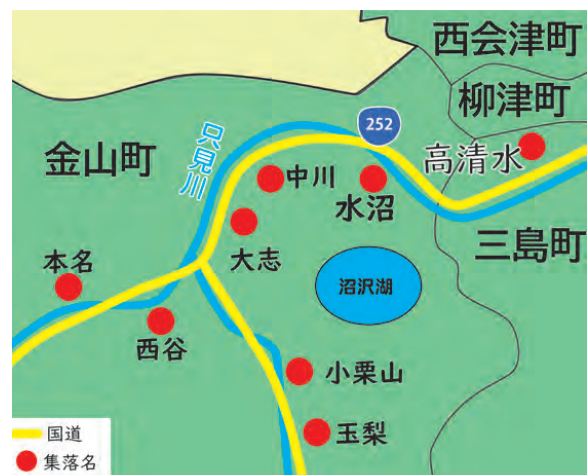 西会津町
柳津町
252
高清水
金山町
只見川
中川
水沼
三島町
大志
本名
沼沢湖
西谷
小栗山
玉梨
国道
集落名